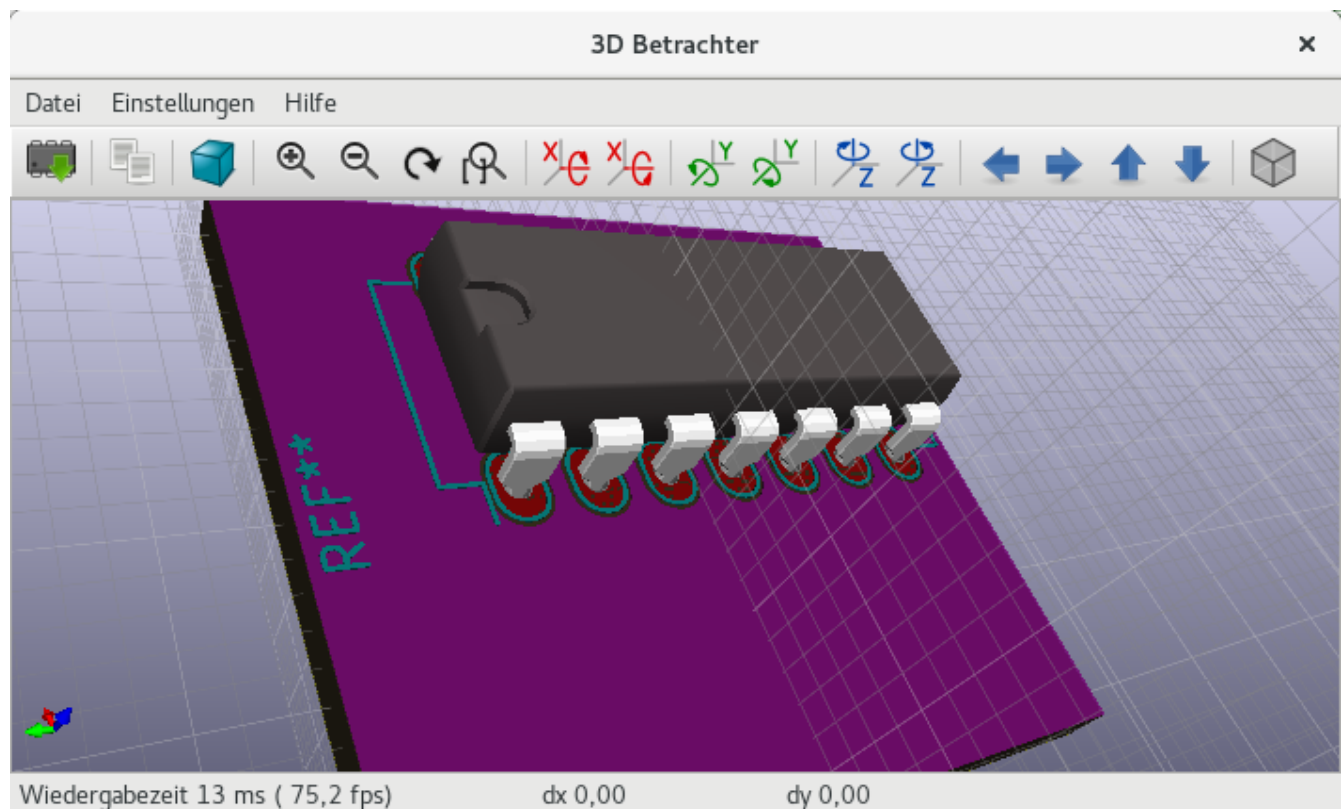 3D Betrachter
Datei Einstellungen Hilfe
X X Y Y Z Z
REF**
Wiedergabezeit 13 ms ( 75,2 fps) dx 0,00 dy 0,00